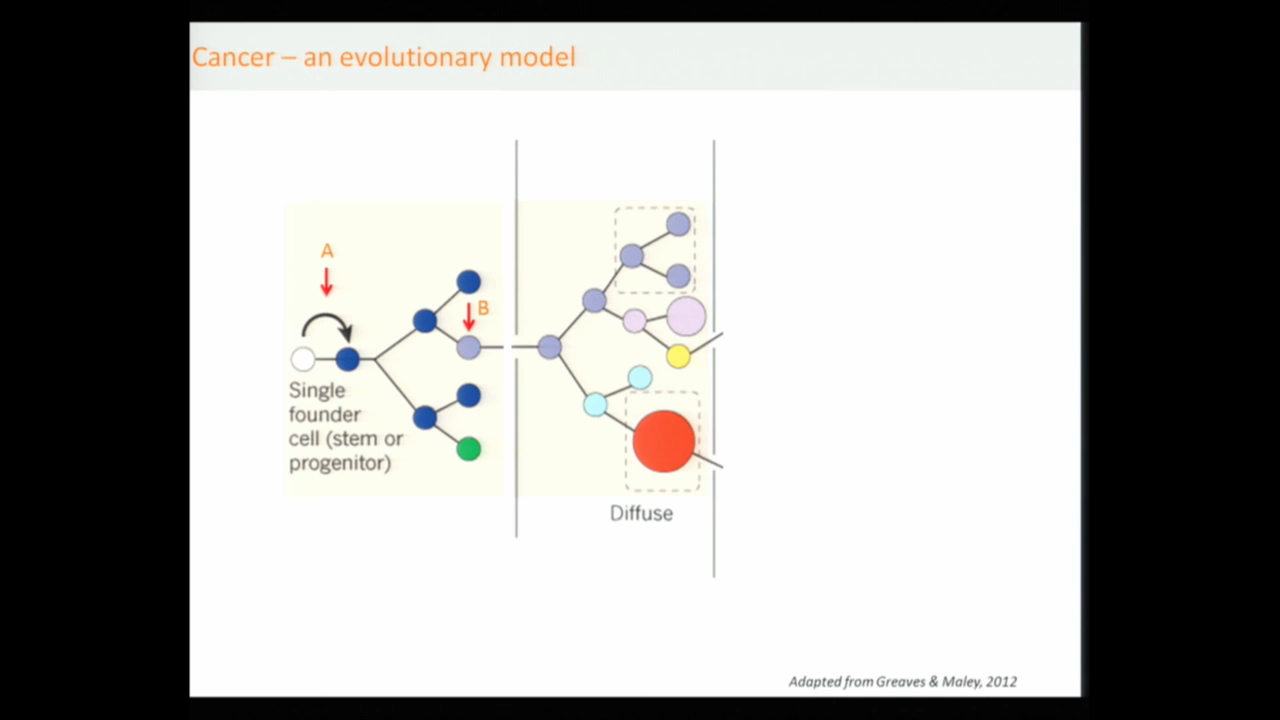 Cancer – an evolutionary model
A
B
Single
founder
cell (stem or
progenitor)
Diffuse
Adapted from Greaves & Maley, 2012